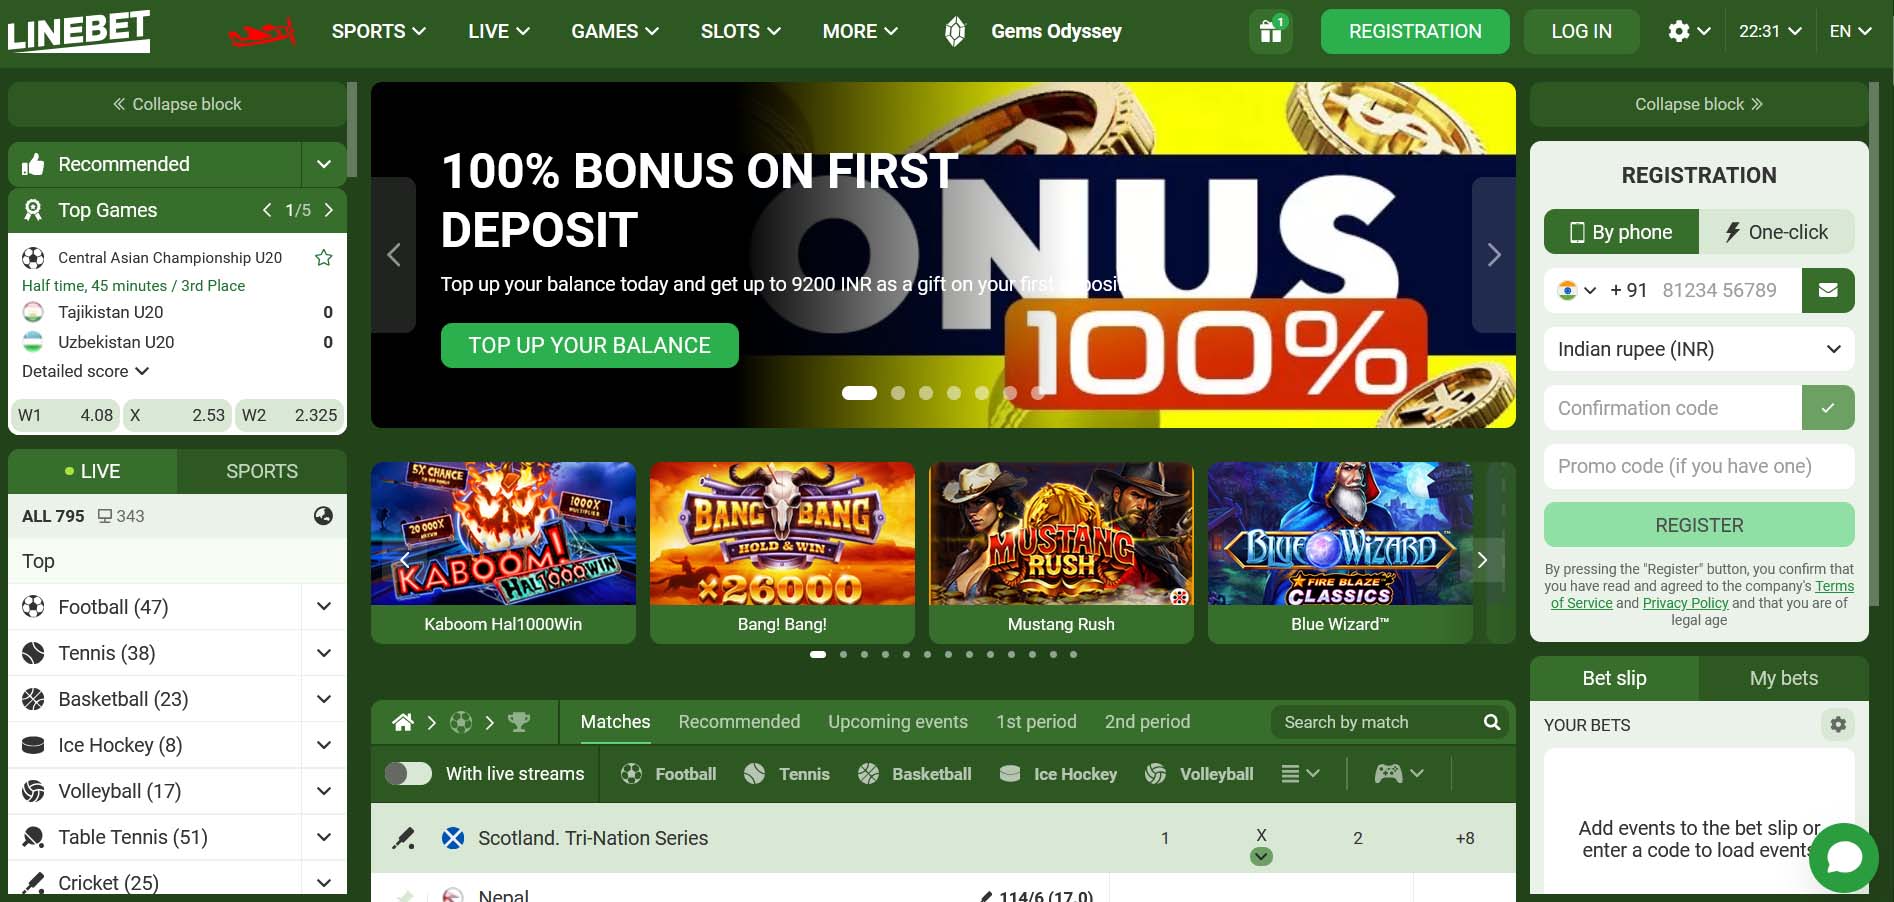 LINEBET
SPORTS
LIVE
GAMES
SLOTS
MORE
Gems Odyssey
1
REGISTRATION
LOG IN
22:31
EN
Collapse block
Recommended
Top Games
1/5
Central Asian Championship U20
Half time, 45 minutes / 3rd Place
Tajikistan U20 0
Uzbekistan U20 0
Detailed score
W1 4.08 X 2.53 W2 2.325
LIVE SPORTS
ALL 795 343
Top
Football (47)
Tennis (38)
Basketball (23)
Ice Hockey (8)
Volleyball (17)
Table Tennis (51)
Cricket (25)
100% BONUS ON FIRST
DEPOSIT
Top up your balance today and get up to 9200 INR as a gift on your first deposit
TOP UP YOUR BALANCE
ONUS
100%
5X CHANCE
1000X
MULTIPLIER
20 000X
KABOOM!
HAL1000WIN
Kaboom Hal1000Win
BANG BANG
HOLD & WIN
×26000
Bang! Bang!
MUSTANG
RUSH
Mustang Rush
BLUE WIZARD
FIRE BLAZE™
CLASSICS
Blue Wizard™
Matches Recommended Upcoming events 1st period 2nd period Search by match
With live streams Football Tennis Basketball Ice Hockey Volleyball
Scotland. Tri-Nation Series 1 X 2 +8
Nepal 114/6 (17.0)
Collapse block
REGISTRATION
By phone One-click
+ 91 81234 56789
Indian rupee (INR)
Confirmation code
Promo code (if you have one)
REGISTER
By pressing the "Register" button, you confirm that
you have read and agreed to the company's Terms
of Service and Privacy Policy and that you are of
legal age
Bet slip My bets
YOUR BETS
Add events to the bet slip or
enter a code to load events